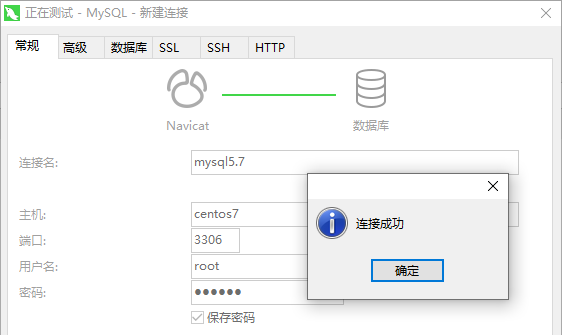 正在测试 - MySQL - 新建连接
常规 高级 数据库 SSL SSH HTTP
Navicat 数据库
连接名: mysql5.7
主机: centos7
端口: 3306
用户名: root
密码: ●●●●●●
保存密码
连接成功
确定